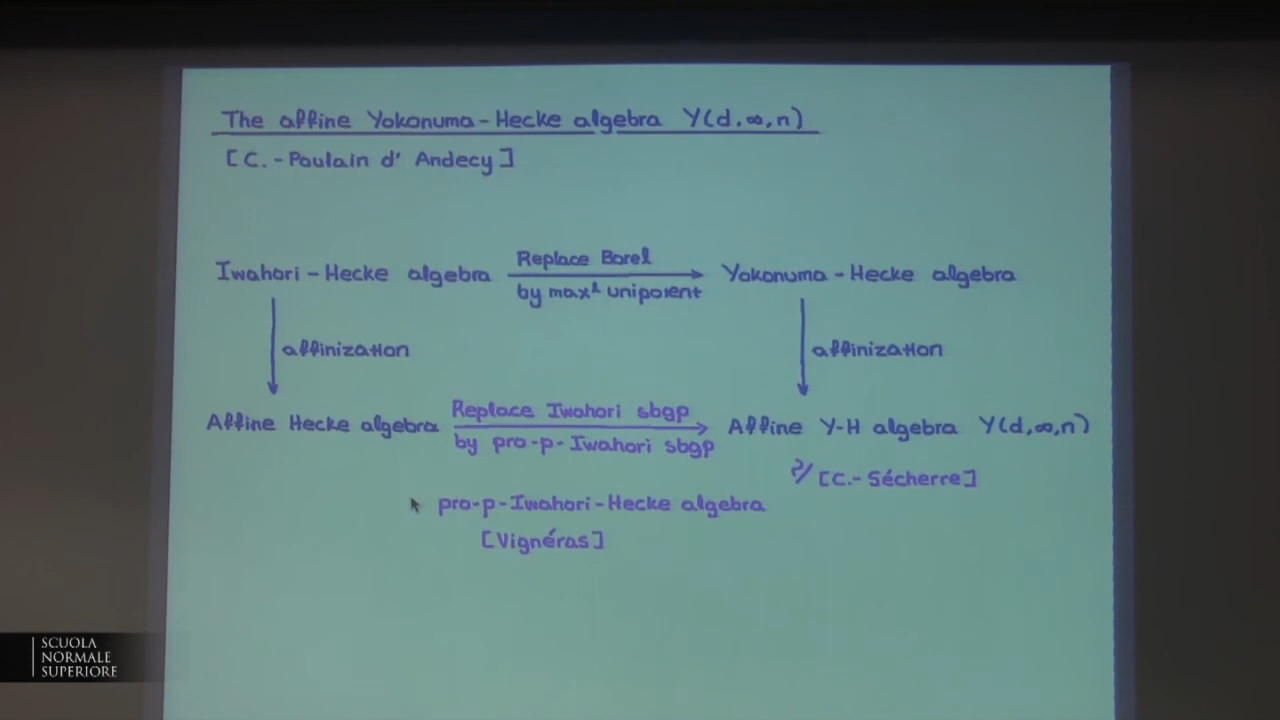 The affine Yokonuma-Hecke algebra Y(d,∞,n)
[C.-Poulain d' Andecy]
Iwahori-Hecke algebra
Replace Borel
by maxˡ unipotent
Yokonuma-Hecke algebra
affinization
affinization
Affine Hecke algebra
Replace Iwahori sbgp
by pro-p-Iwahori sbgp
Affine Y-H algebra Y(d,∞,n)
[C.-Sécherre]
pro-p-Iwahori-Hecke algebra
[Vignéras]
SCUOLA
NORMALE
SUPERIORE